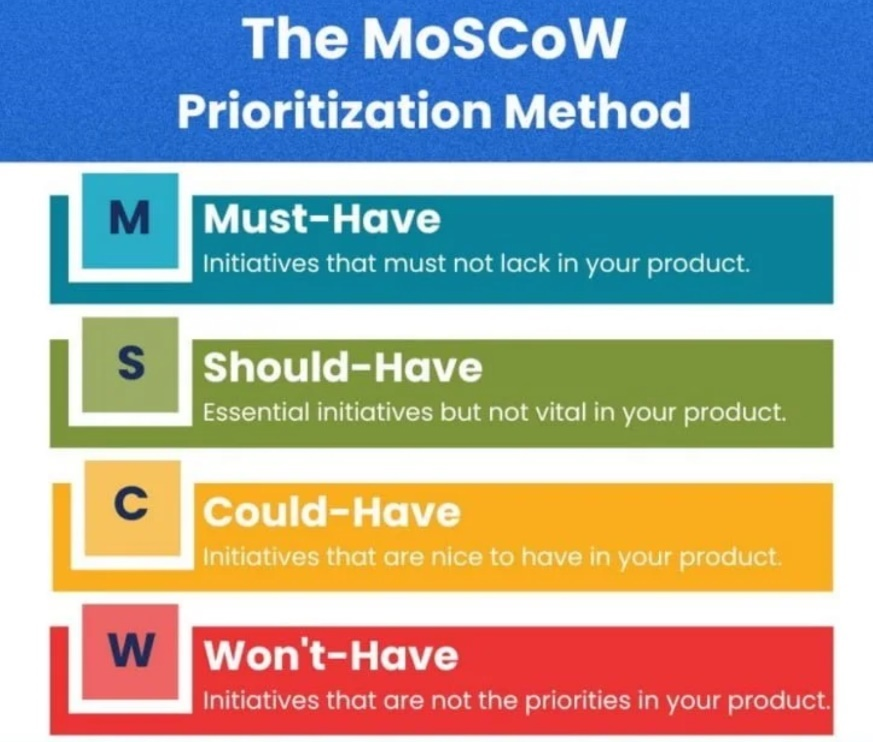 The MoSCoW
Prioritization Method
M
Must-Have
Initiatives that must not lack in your product.
S
Should-Have
Essential initiatives but not vital in your product.
C
Could-Have
Initiatives that are nice to have in your product.
W
Won't-Have
Initiatives that are not the priorities in your product.